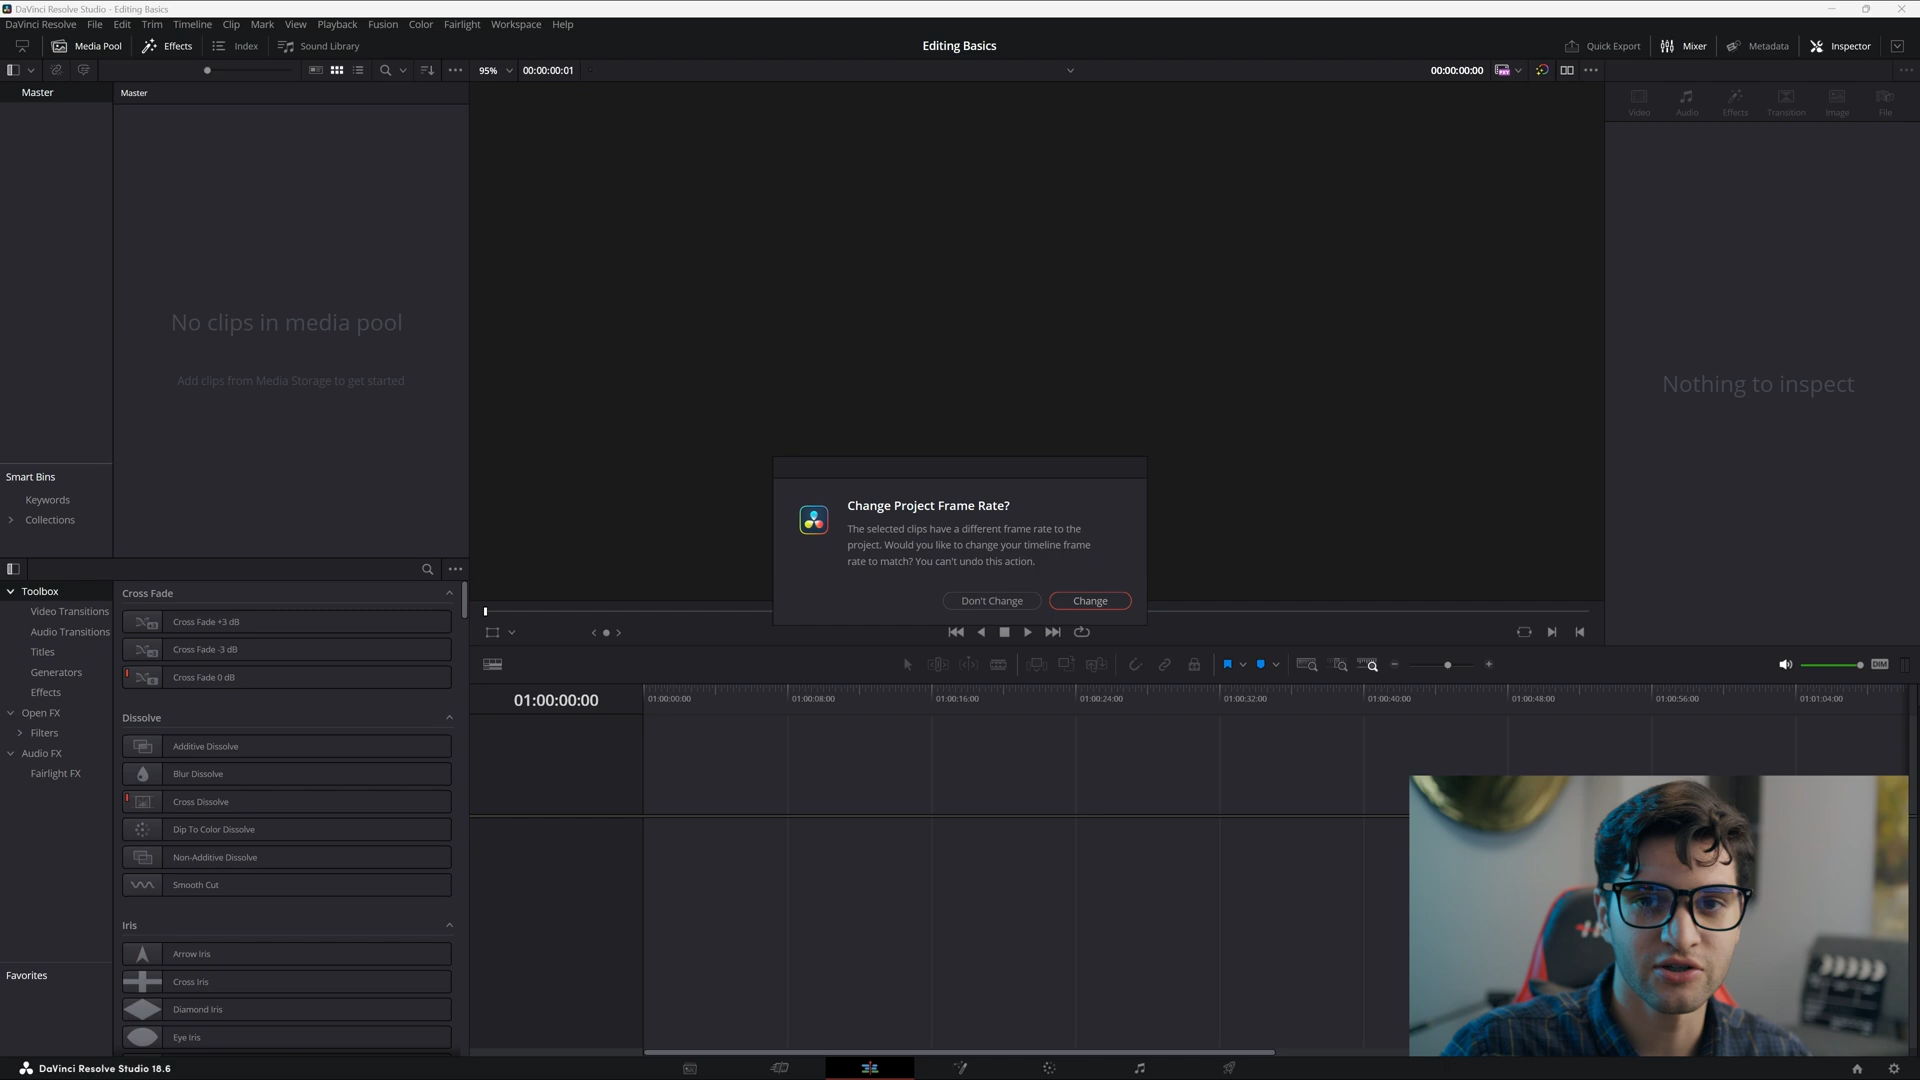 DaVinci Resolve Studio - Editing Basics
DaVinci Resolve File Edit Trim Timeline Clip Mark View Playback Fusion Color Fairlight Workspace Help
Media Pool Effects Index Sound Library Editing Basics Quick Export Mixer Metadata Inspector
95% 00:00:00:01 00:00:00:00
Master Master
Video Audio Effects Transition Image File
No clips in media pool
Add clips from Media Storage to get started
Nothing to inspect
Smart Bins
Keywords
Collections
Change Project Frame Rate?
The selected clips have a different frame rate to the
project. Would you like to change your timeline frame
rate to match? You can't undo this action.
Don't Change Change
Toolbox
Video Transitions
Audio Transitions
Titles
Generators
Effects
Open FX
Filters
Audio FX
Fairlight FX
Favorites
Cross Fade
Cross Fade +3 dB
Cross Fade -3 dB
Cross Fade 0 dB
Dissolve
Additive Dissolve
Blur Dissolve
Cross Dissolve
Dip To Color Dissolve
Non-Additive Dissolve
Smooth Cut
Iris
Arrow Iris
Cross Iris
Diamond Iris
Eye Iris
DIM
01:00:00:00 01:00:00:00 01:00:08:00 01:00:16:00 01:00:24:00 01:00:32:00 01:00:40:00 01:00:48:00 01:00:56:00 01:01:04:00
DaVinci Resolve Studio 18.6